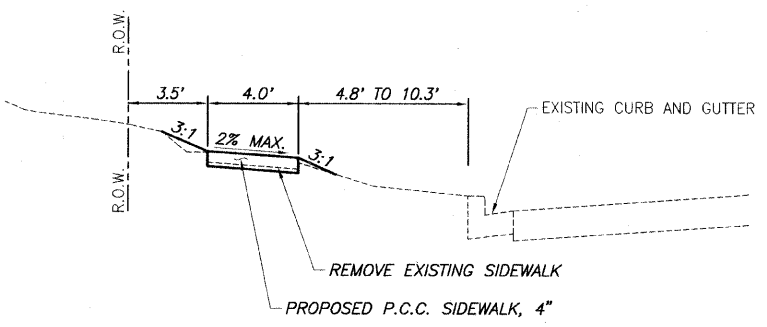 R.O.W.
3.5'
4.0'
4.8' TO 10.3'
EXISTING CURB AND GUTTER
3:1
2% MAX.
3:1
R.O.W.
REMOVE EXISTING SIDEWALK
PROPOSED P.C.C. SIDEWALK, 4"